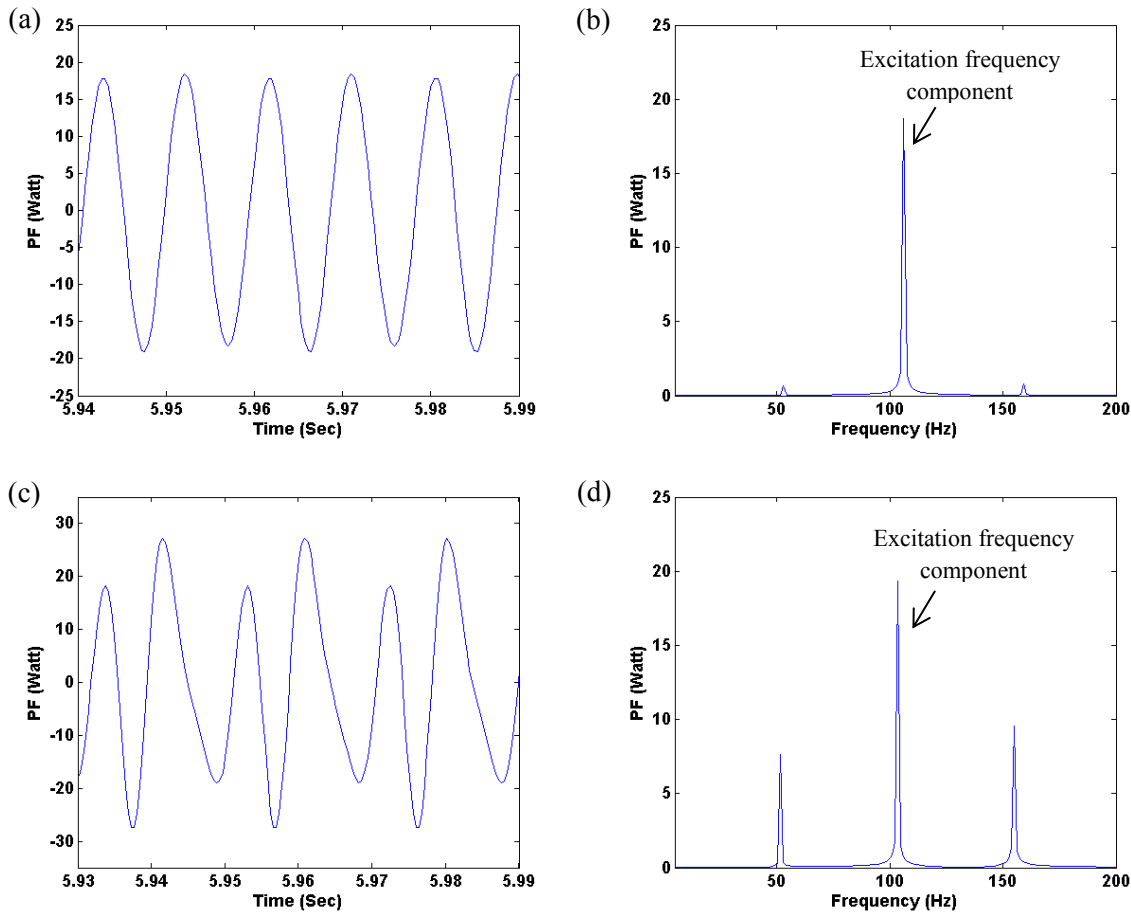 (a)
25
20
15
10
5
0
-5
-10
-15
-20
-25
PF (Watt)
5.94 5.95 5.96 5.97 5.98 5.99
Time (Sec)
(b)
25
20
15
10
5
0
PF (Watt)
Excitation frequency
component
50 100 150 200
Frequency (Hz)
(c)
30
20
10
0
-10
-20
-30
PF (Watt)
5.93 5.94 5.95 5.96 5.97 5.98 5.99
Time (Sec)
(d)
25
20
15
10
5
0
PF (Watt)
Excitation frequency
component
50 100 150 200
Frequency (Hz)